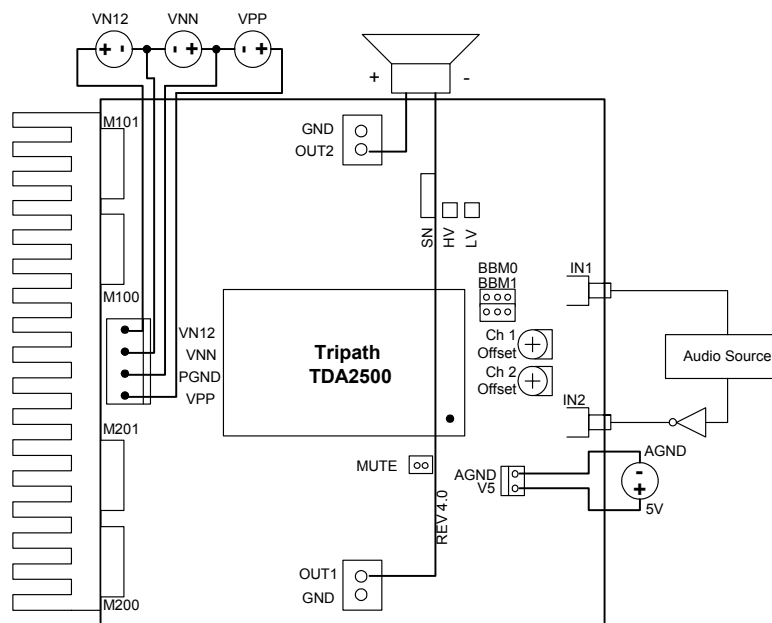 VN12 VNN VPP
+ - - + - +
+ -
M101
GND
OUT2
SN
HV
LV
M100
BBM0
BBM1
IN1
VN12
VNN
PGND
VPP
Tripath
TDA2500
Ch 1
Offset
Ch 2
Offset
Audio Source
IN2
M201
MUTE
AGND
V5
AGND
-
+
5V
REV 4.0
OUT1
GND
M200